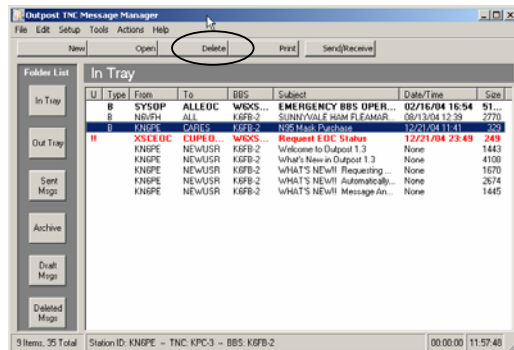 Outpost TNC Message Manager
File Edit Setup Tools Actions Help
New Open Delete Print Send/Receive
Folder List
In Tray
Out Tray
Sent Msgs
Archive
Draft Msgs
Deleted Msgs
In Tray
U Type From To BBS Subject Date/Time Size
B SYSOP ALLEOC W6XS... EMERGENCY BBS OPER... 02/16/04 16:54 51...
B N6VFH ALL K6FB-2 SUNNYVALE HAM FLEAMAR... 08/13/04 12:39 2770
B KN6PE CARES K6FB-2 N95 Mask Purchase 12/21/04 11:41 329
!! XSCEOC CUPEO... W6XS... Request EOC Status 12/21/04 23:49 249
KN6PE NEWUSR K6FB-2 Welcome to Outpost 1.3 None 1443
KN6PE NEWUSR K6FB-2 What's New in Outpost 1.3 None 4108
KN6PE NEWUSR K6FB-2 WHAT'S NEW!! Requesting ... None 1670
KN6PE NEWUSR K6FB-2 WHAT'S NEW!! Automatically... None 2674
KN6PE NEWUSR K6FB-2 WHAT'S NEW!! Message An... None 1445
9 Items, 35 Total Station ID: KN6PE -- TNC: KPC-3 -- BBS: K6FB-2 00:00:00 11:57:48